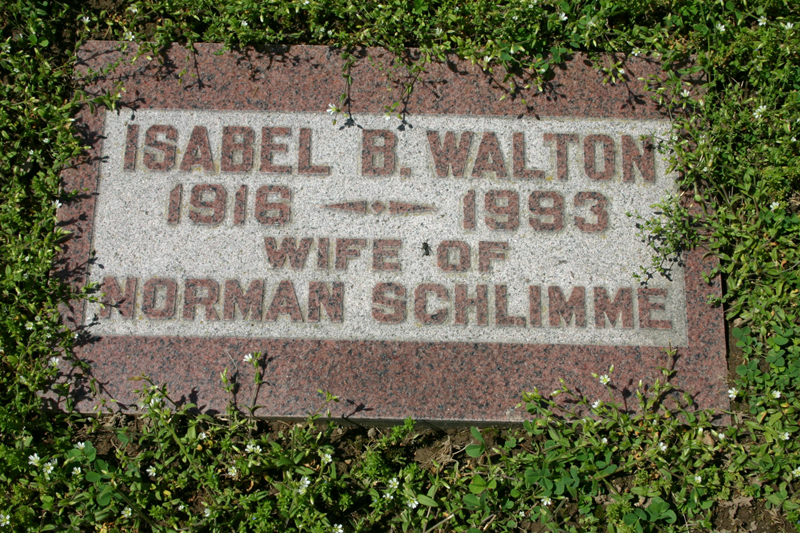 ISABEL B. WALTON
1916 1993
WIFE OF
NORMAN SCHLIMME